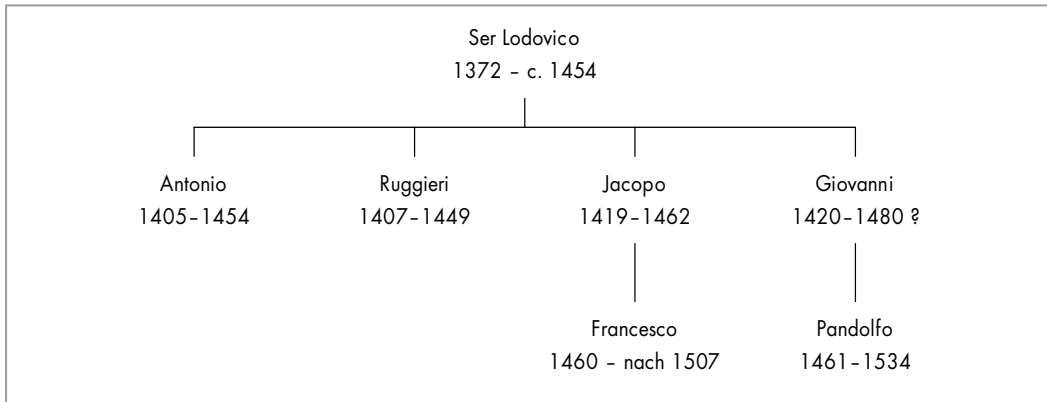 Ser Lodovico
1372 – c. 1454
Antonio
1405–1454
Ruggieri
1407–1449
Jacopo
1419–1462
Giovanni
1420–1480 ?
Francesco
1460 – nach 1507
Pandolfo
1461–1534